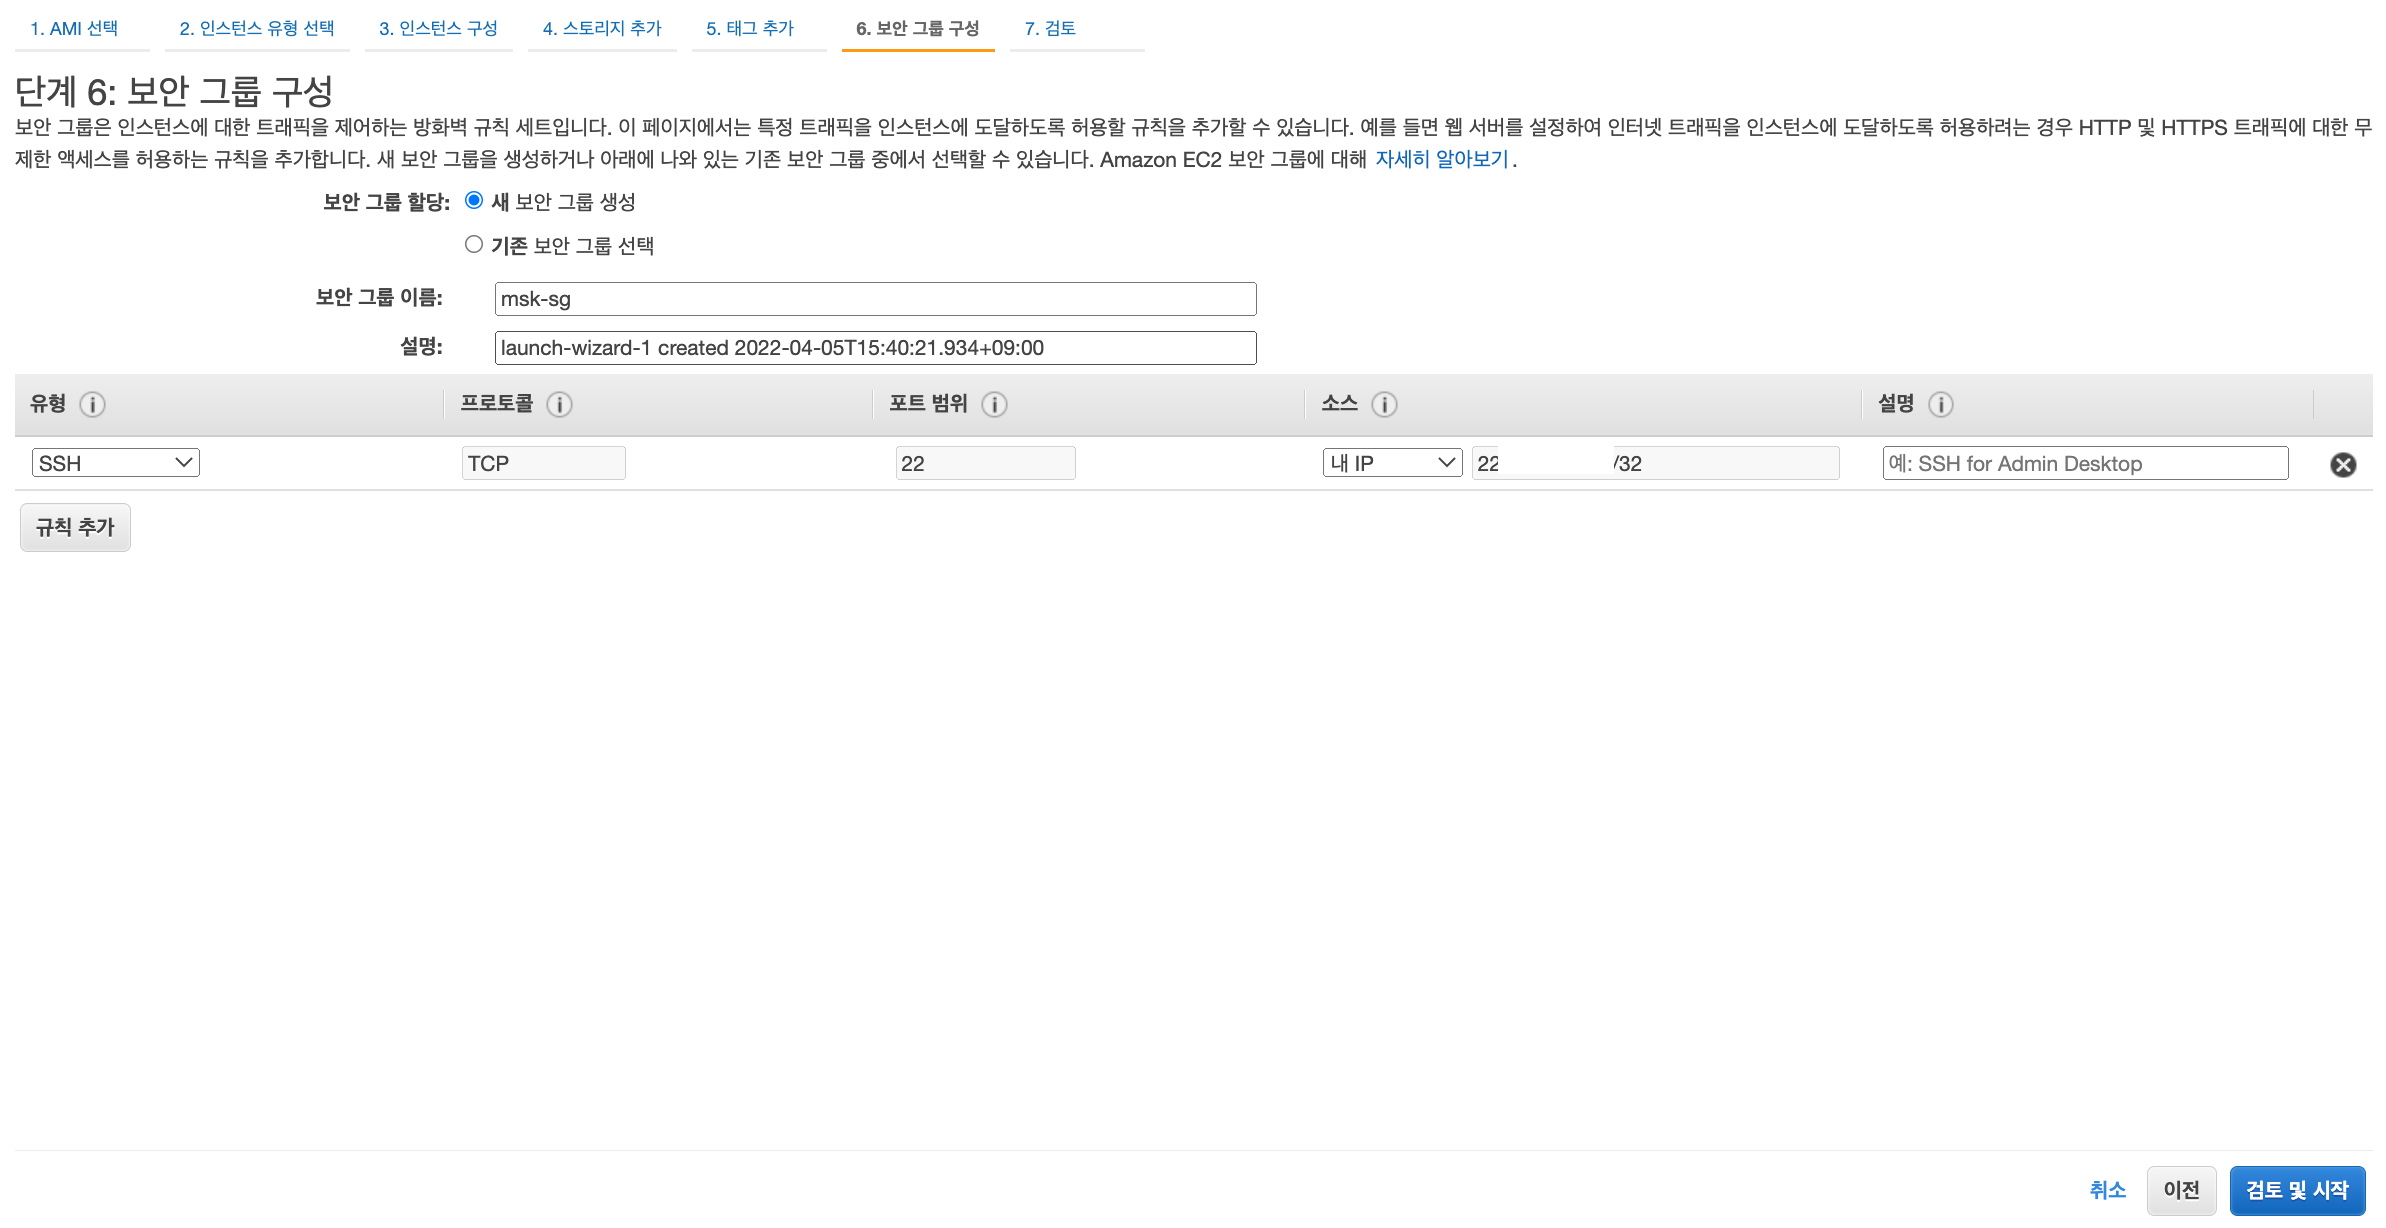 1. AMI 선택
2. 인스턴스 유형 선택
3. 인스턴스 구성
4. 스토리지 추가
5. 태그 추가
6. 보안 그룹 구성
7. 검토
단계 6: 보안 그룹 구성
보안 그룹은 인스턴스에 대한 트래픽을 제어하는 방화벽 규칙 세트입니다. 이 페이지에서는 특정 트래픽을 인스턴스에 도달하도록 허용할 규칙을 추가할 수 있습니다. 예를 들면 웹 서버를 설정하여 인터넷 트래픽을 인스턴스에 도달하도록 허용하려는 경우 HTTP 및 HTTPS 트래픽에 대한 무
제한 액세스를 허용하는 규칙을 추가합니다. 새 보안 그룹을 생성하거나 아래에 나와 있는 기존 보안 그룹 중에서 선택할 수 있습니다. Amazon EC2 보안 그룹에 대해 자세히 알아보기.
보안 그룹 할당: 새 보안 그룹 생성
기존 보안 그룹 선택
보안 그룹 이름: msk-sg
설명: launch-wizard-1 created 2022-04-05T15:40:21.934+09:00
유형 프로토콜 포트 범위 소스 설명
SSH TCP 22 내 IP 22 /32 예: SSH for Admin Desktop
규칙 추가
취소 이전 검토 및 시작